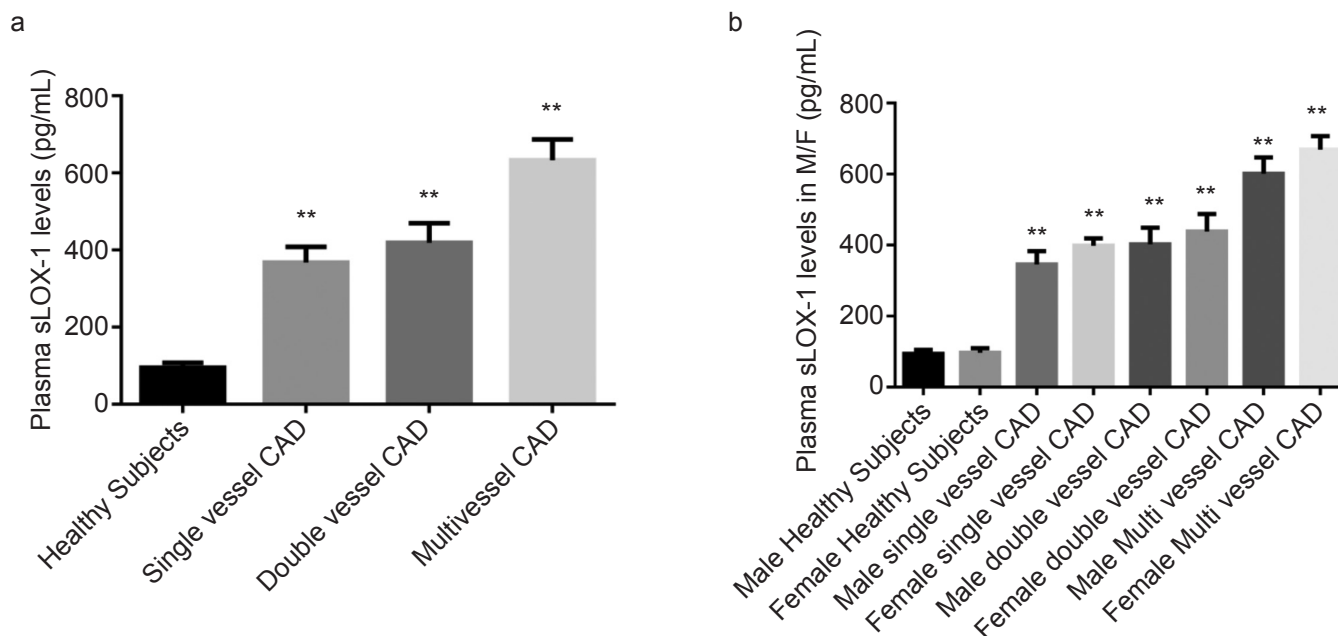 a
Plasma sLOX-1 levels (pg/mL)
800
600
400
200
0
**
**
**
Healthy Subjects
Single vessel CAD
Double vessel CAD
Multivessel CAD
b
Plasma sLOX-1 levels in M/F (pg/mL)
800
600
400
200
0
**
**
**
**
**
**
Male Healthy Subjects
Female Healthy Subjects
Male single vessel CAD
Female single vessel CAD
Male double vessel CAD
Female double vessel CAD
Male Multi vessel CAD
Female Multi vessel CAD